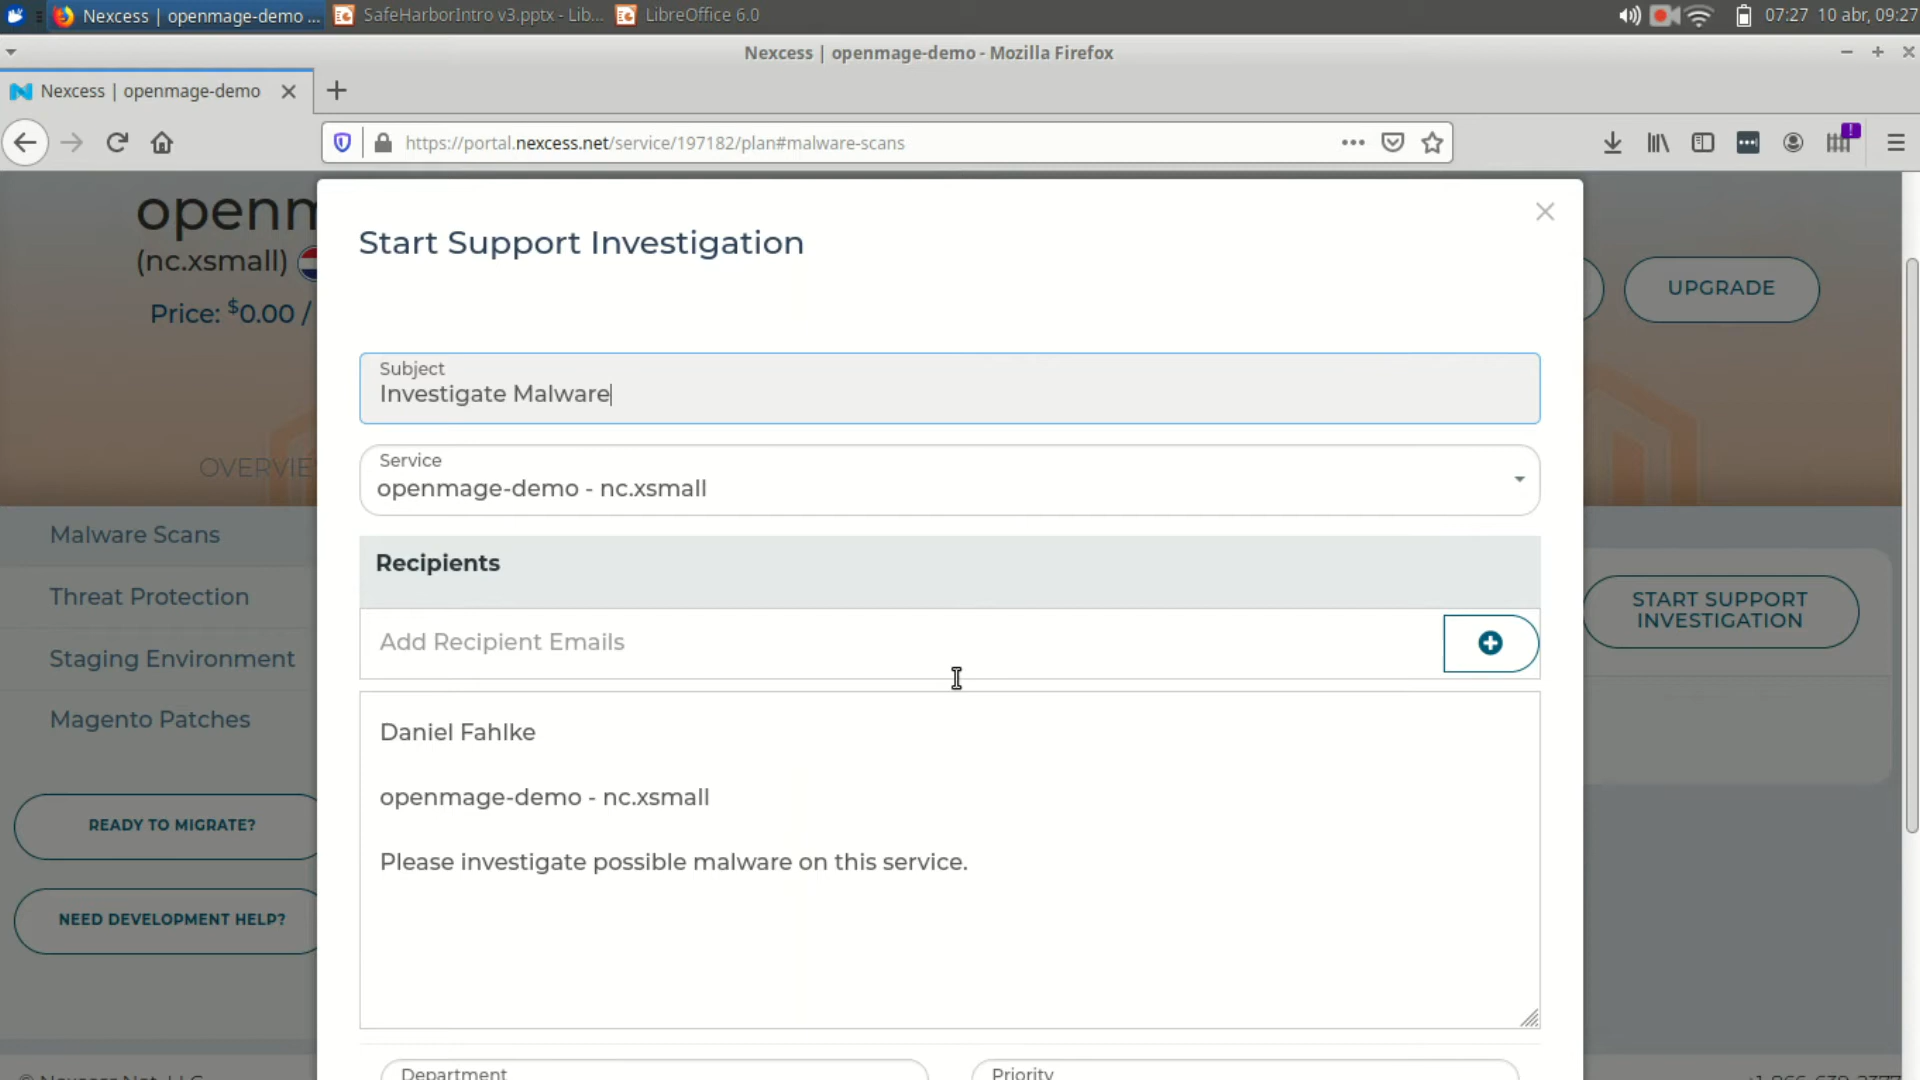 Nexcess | openmage-demo ...
SafeHarborIntro v3.pptx - Lib...
LibreOffice 6.0
07:27 10 abr, 09:27
Nexcess | openmage-demo - Mozilla Firefox
Nexcess | openmage-demo
https://portal.nexcess.net/service/197182/plan#malware-scans
openm
(nc.xsmall)
Price: $0.00 /
UPGRADE
OVERVIE
Malware Scans
Threat Protection
Staging Environment
Magento Patches
READY TO MIGRATE?
NEED DEVELOPMENT HELP?
START SUPPORT
INVESTIGATION
Start Support Investigation
Subject
Investigate Malware
Service
openmage-demo - nc.xsmall
Recipients
Add Recipient Emails
Daniel Fahlke
openmage-demo - nc.xsmall
Please investigate possible malware on this service.
Department
Priority